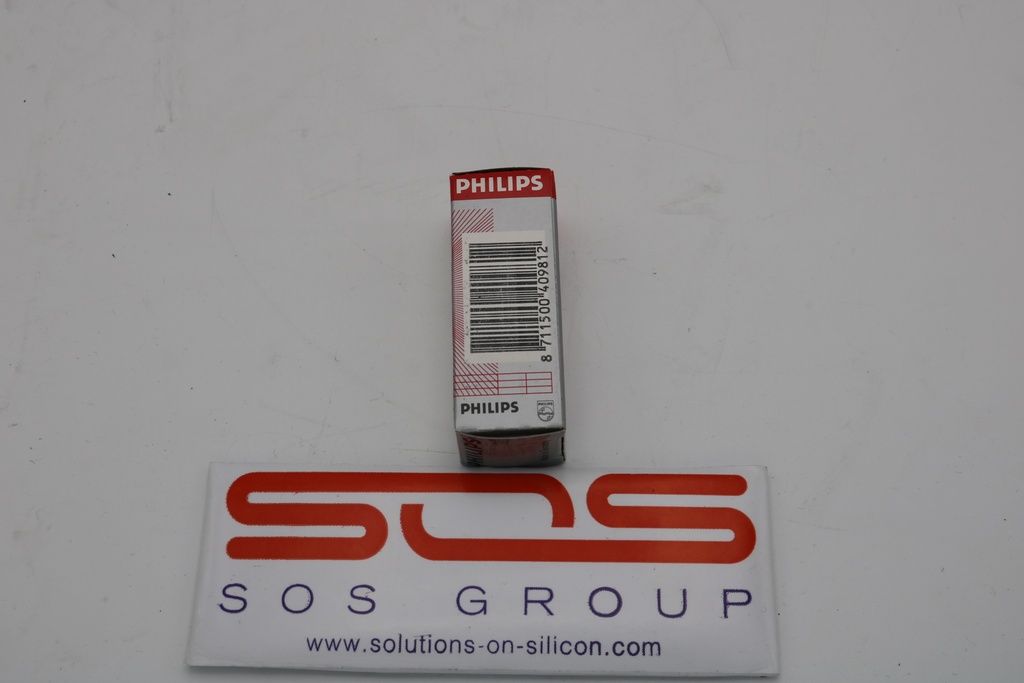 PHILIPS
8 711500 409812
PHILIPS
SOS
SOS GROUP
www.solutions-on-silicon.com